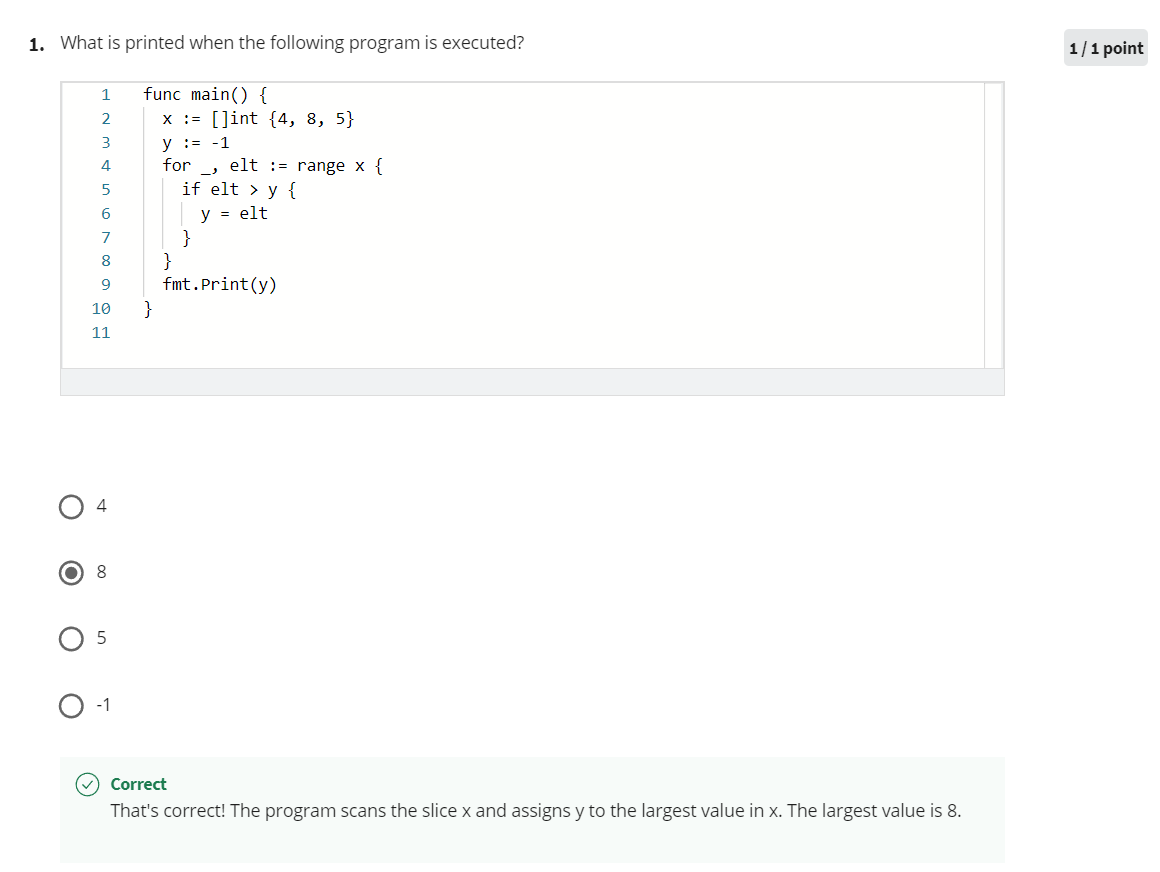 1. What is printed when the following program is executed?
1 / 1 point
1 func main() {
2   x := []int {4, 8, 5}
3   y := -1
4   for _, elt := range x {
5     if elt > y {
6       y = elt
7     }
8   }
9   fmt.Print(y)
10 }
11
4
8
5
-1
Correct
That's correct! The program scans the slice x and assigns y to the largest value in x. The largest value is 8.